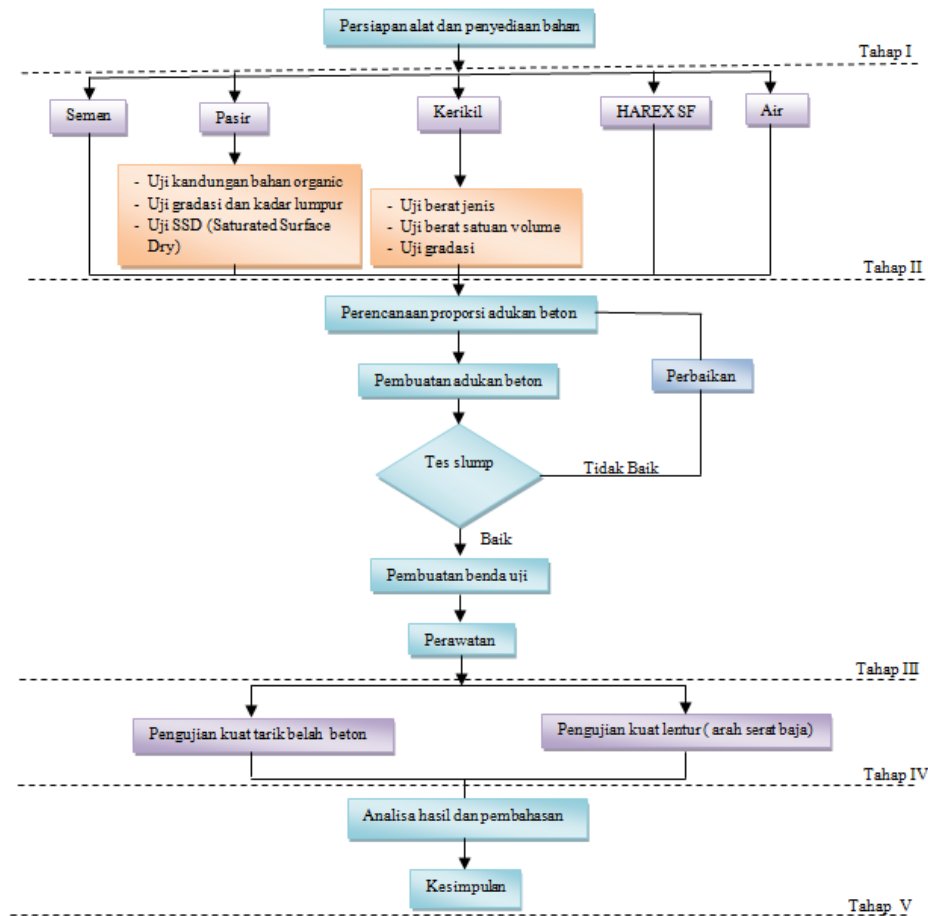 Persiapan alat dan penyediaan bahan
Tahap I
Semen
Pasir
Kerikil
HAREX SF
Air
- Uji kandungan bahan organic
- Uji gradasi dan kadar lumpur
- Uji SSD (Saturated Surface
Dry)
- Uji berat jenis
- Uji berat satuan volume
- Uji gradasi
Tahap II
Perencanaan proporsi adukan beton
Pembuatan adukan beton
Perbaikan
Tes slump
Tidak Baik
Baik
Pembuatan benda uji
Perawatan
Tahap III
Pengujian kuat tarik belah beton
Pengujian kuat lentur ( arah serat baja)
Tahap IV
Analisa hasil dan pembahasan
Kesimpulan
Tahap V